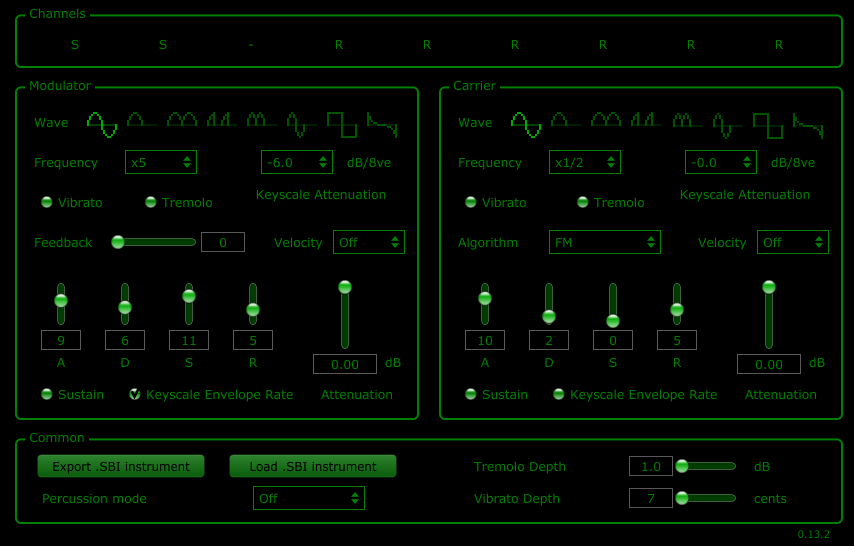 Channels
S S - R R R R R R
Modulator
Wave
Frequency x5 -6.0 dB/8ve
Keyscale Attenuation
Vibrato Tremolo
Feedback 0 Velocity Off
9 6 11 5
A D S R
0.00 dB
Sustain Keyscale Envelope Rate Attenuation
Carrier
Wave
Frequency x1/2 -0.0 dB/8ve
Keyscale Attenuation
Vibrato Tremolo
Algorithm FM Velocity Off
10 2 0 5
A D S R
0.00 dB
Sustain Keyscale Envelope Rate Attenuation
Common
Export .SBI instrument Load .SBI instrument Tremolo Depth 1.0 dB
Percussion mode Off Vibrato Depth 7 cents
0.13.2